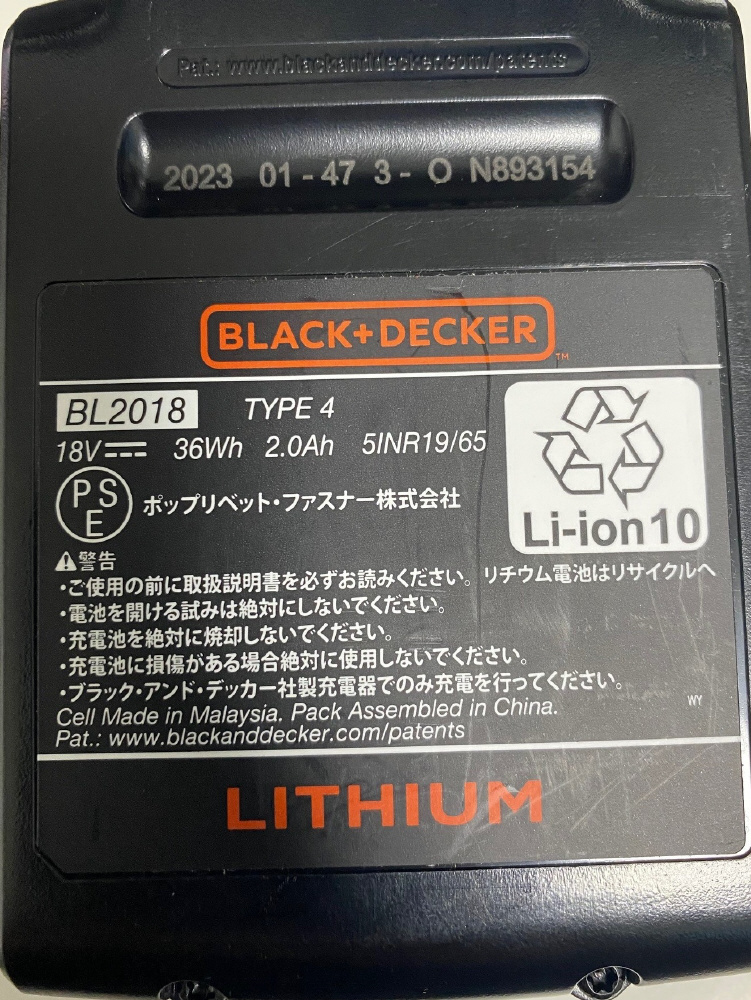 Pat.: www.blackanddecker.com/patents
2023 01-47 3-O N893154
BLACK+DECKER™
BL2018 TYPE 4
18V⎓ 36Wh 2.0Ah 5INR19/65
PSE ポップリベット・ファスナー株式会社
Li-ion10
リチウム電池はリサイクルへ
⚠警告
・ご使用の前に取扱説明書を必ずお読みください。
・電池を開ける試みは絶対にしないでください。
・充電池を絶対に焼却しないでください。
・充電池に損傷がある場合絶対に使用しないでください。
・ブラック・アンド・デッカー社製充電器でのみ充電を行ってください。
WY
Cell Made in Malaysia. Pack Assembled in China.
Pat.: www.blackanddecker.com/patents
LITHIUM